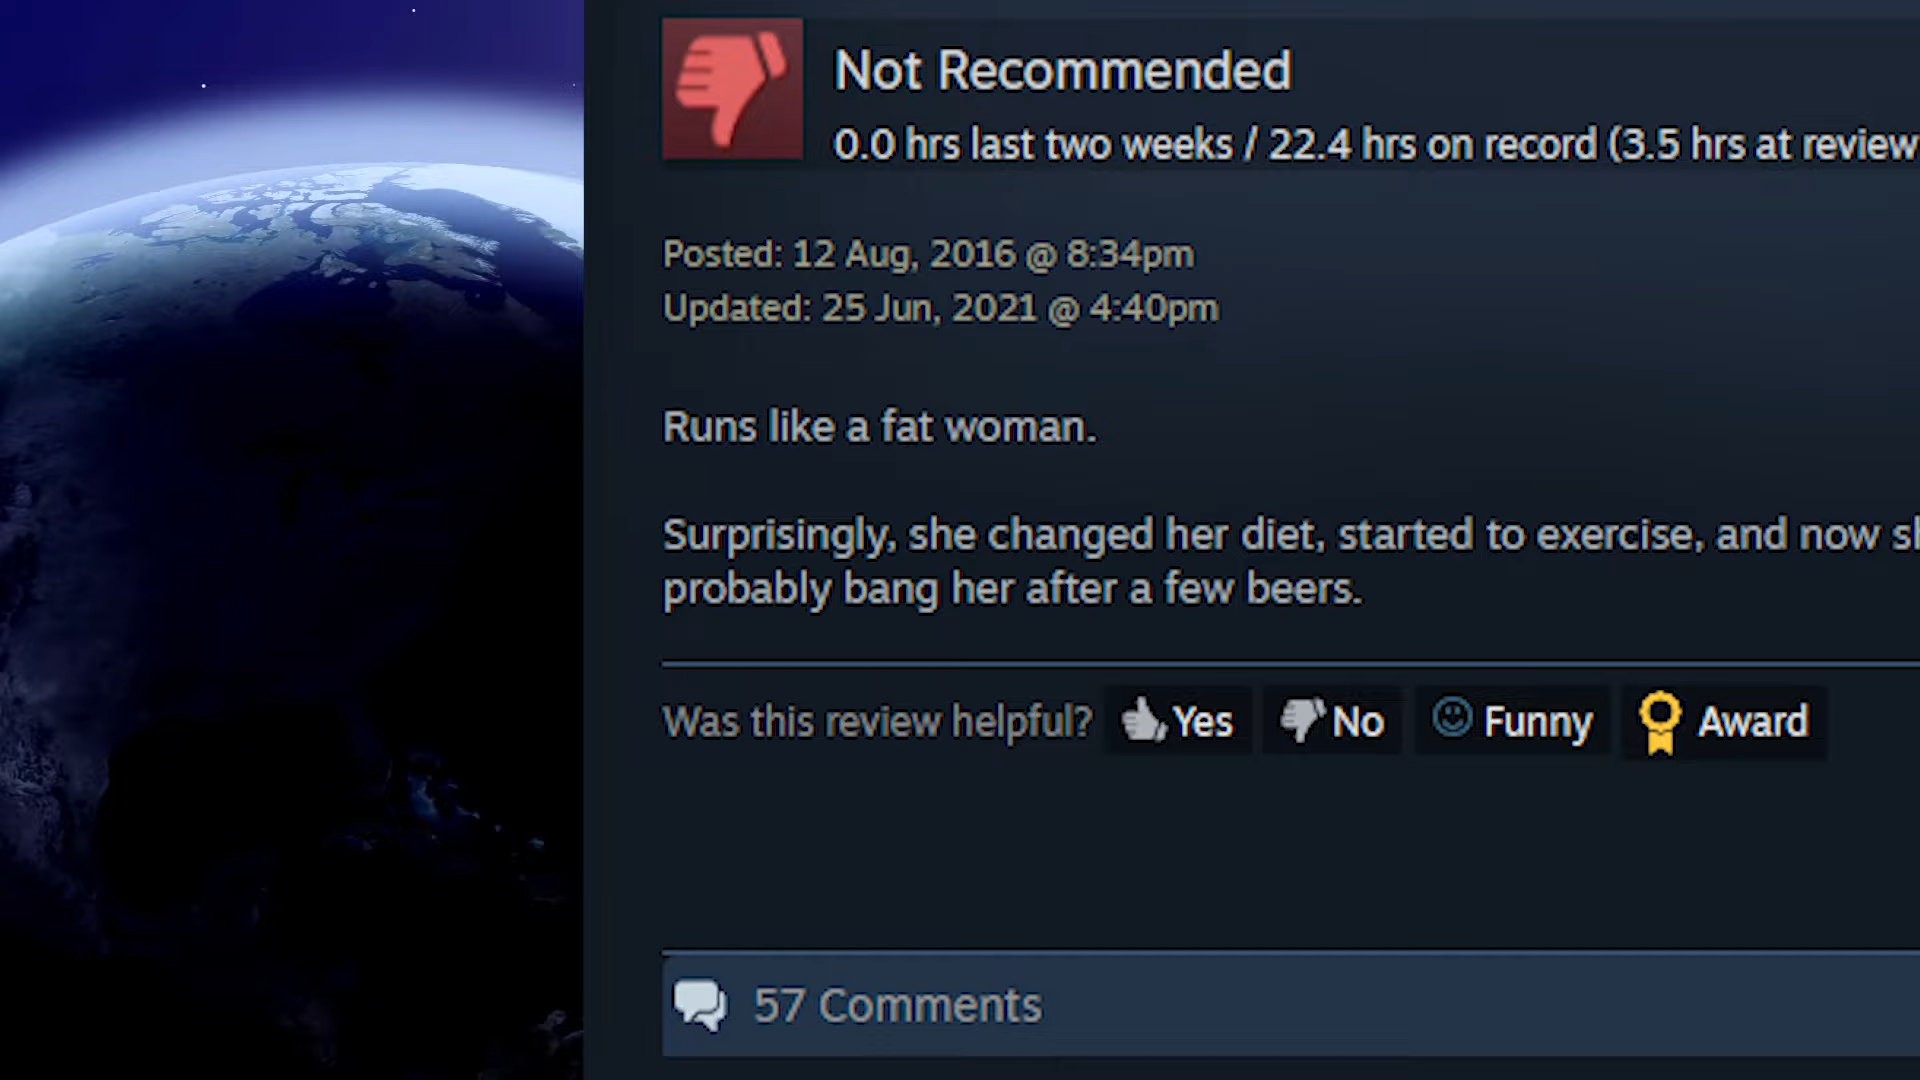 Not Recommended
0.0 hrs last two weeks / 22.4 hrs on record (3.5 hrs at review
Posted: 12 Aug, 2016 @ 8:34pm
Updated: 25 Jun, 2021 @ 4:40pm
Runs like a fat woman.
Surprisingly, she changed her diet, started to exercise, and now
probably bang her after a few beers.
Was this review helpful? Yes No Funny Award
57 Comments